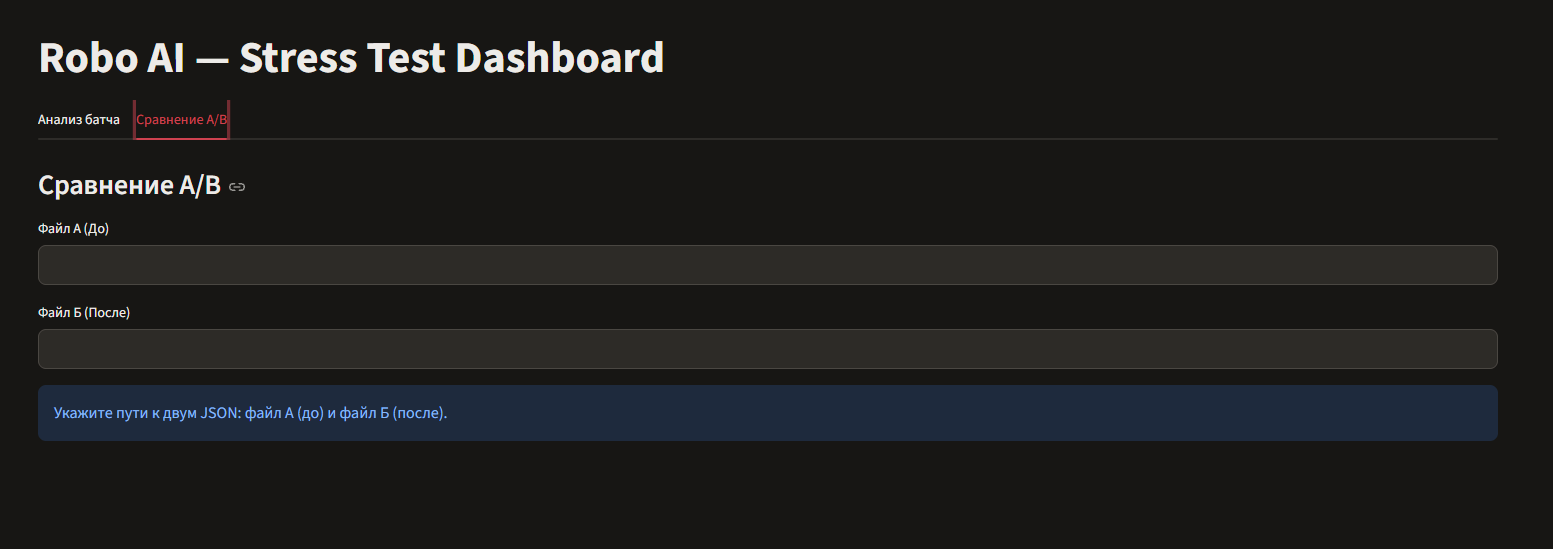 Robo AI — Stress Test Dashboard
Анализ батча Сравнение A/B
Сравнение A/B
Файл А (До)
Файл Б (После)
Укажите пути к двум JSON: файл А (до) и файл Б (после).